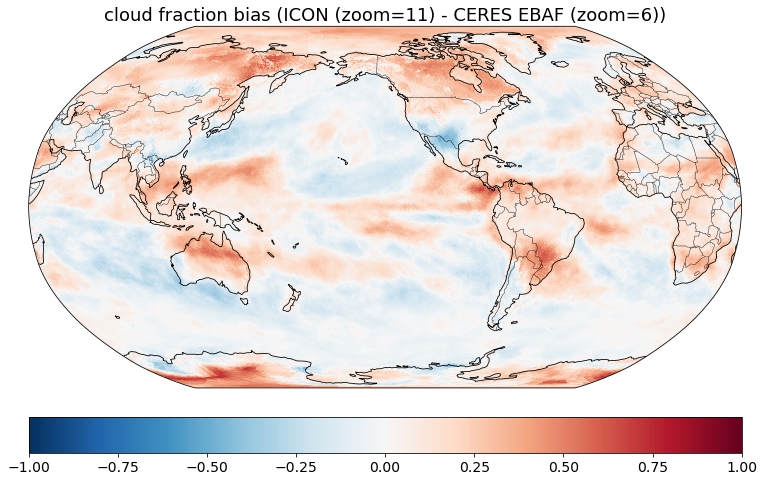 cloud fraction bias (ICON (zoom=11) - CERES EBAF (zoom=6))
−1.00 −0.75 −0.50 −0.25 0.00 0.25 0.50 0.75 1.00